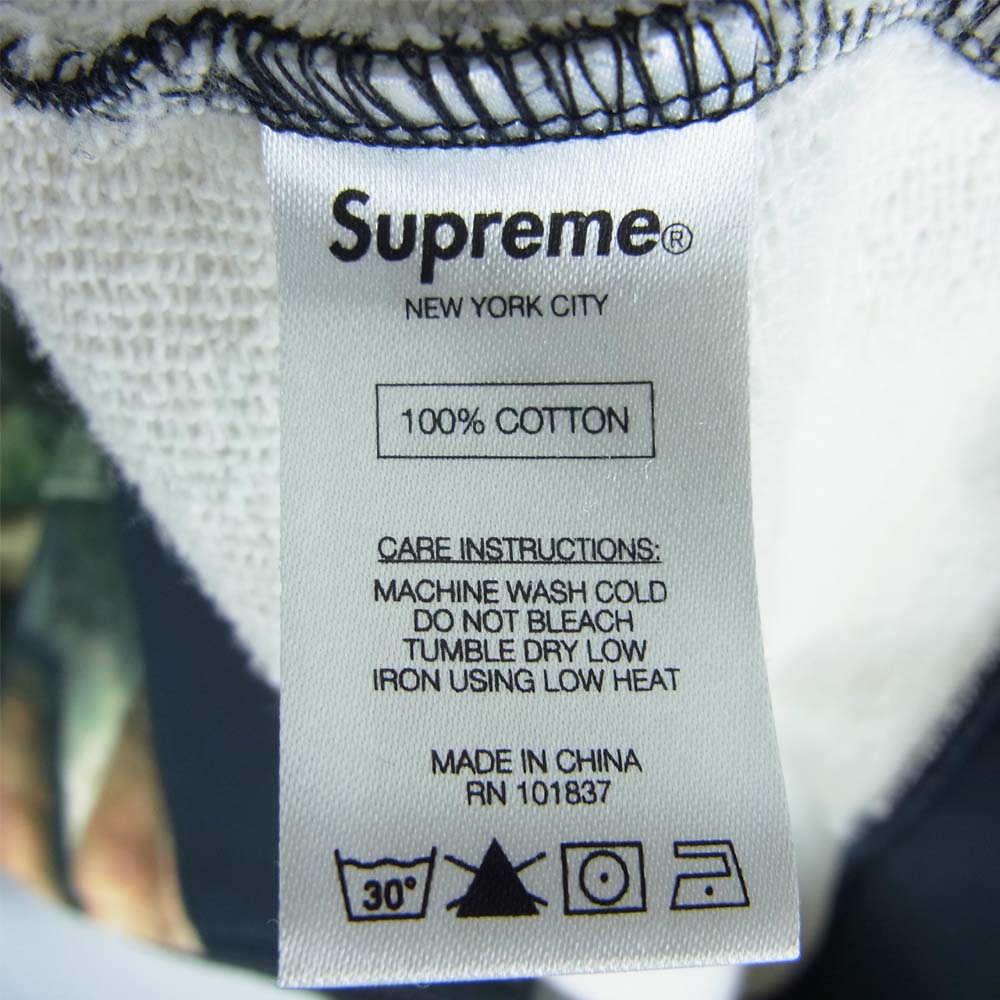 Supreme®
NEW YORK CITY
100% COTTON
CARE INSTRUCTIONS:
MACHINE WASH COLD
DO NOT BLEACH
TUMBLE DRY LOW
IRON USING LOW HEAT
MADE IN CHINA
RN 101837
30°